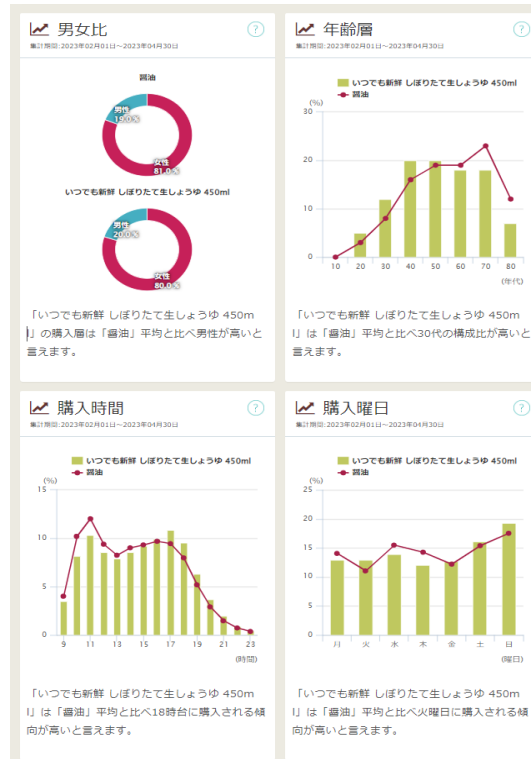 男女比
?
集計期間:2023年02月01日～2023年04月30日
醤油
男性
19.0%
女性
81.0%
いつでも新鮮 しぼりたて生しょうゆ 450ml
男性
20.0%
女性
80.0%
「いつでも新鮮 しぼりたて生しょうゆ 450m
l」の購入層は「醤油」平均と比べ男性が高いと
言えます。
年齢層
?
集計期間:2023年02月01日～2023年04月30日
いつでも新鮮 しぼりたて生しょうゆ 450ml
醤油
(%)
30
20
10
0
10 20 30 40 50 60 70 80
(年代)
「いつでも新鮮 しぼりたて生しょうゆ 450m
l」は「醤油」平均と比べ30代の構成比が高いと
言えます。
購入時間
?
集計期間:2023年02月01日～2023年04月30日
いつでも新鮮 しぼりたて生しょうゆ 450ml
醤油
(%)
15
10
5
0
9 11 13 15 17 19 21 23
(時間)
「いつでも新鮮 しぼりたて生しょうゆ 450m
l」は「醤油」平均と比べ18時台に購入される傾
向が高いと言えます。
購入曜日
?
集計期間:2023年02月01日～2023年04月30日
いつでも新鮮 しぼりたて生しょうゆ 450ml
醤油
(%)
25
20
15
10
5
0
月 火 水 木 金 土 日
(曜日)
「いつでも新鮮 しぼりたて生しょうゆ 450m
l」は「醤油」平均と比べ火曜日に購入される傾
向が高いと言えます。